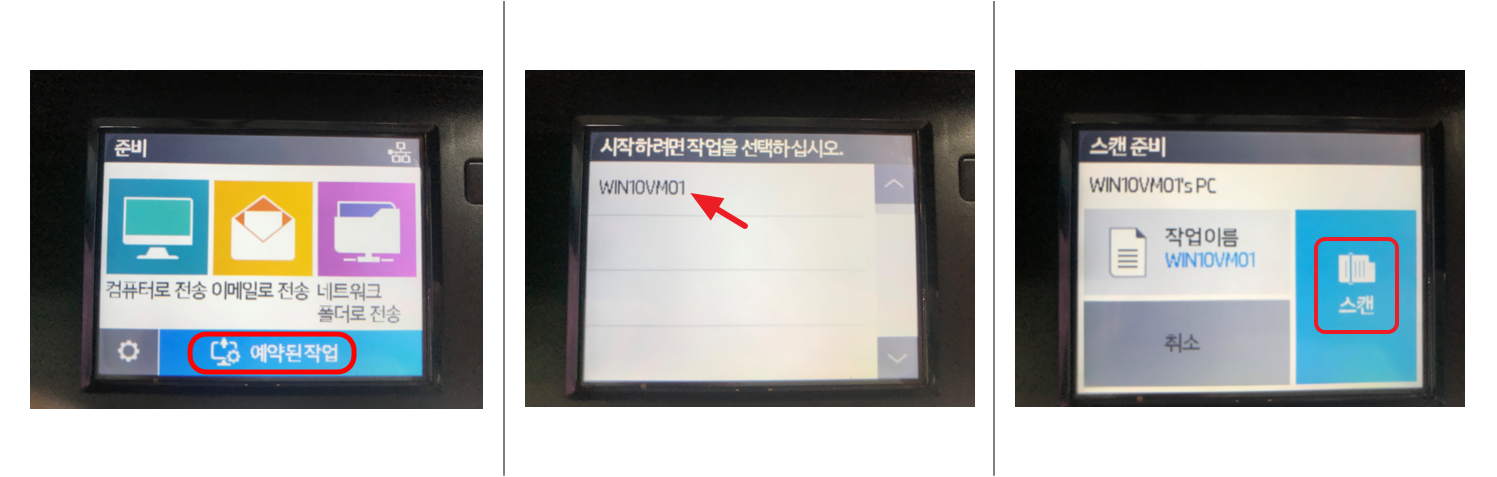 준비
컴퓨터로 전송
이메일로 전송
네트워크
폴더로 전송
예약된 작업
시작하려면 작업을 선택하십시오.
WIN10VM01
스캔 준비
WIN10VM01's PC
작업 이름
WIN10VM01
스캔
취소